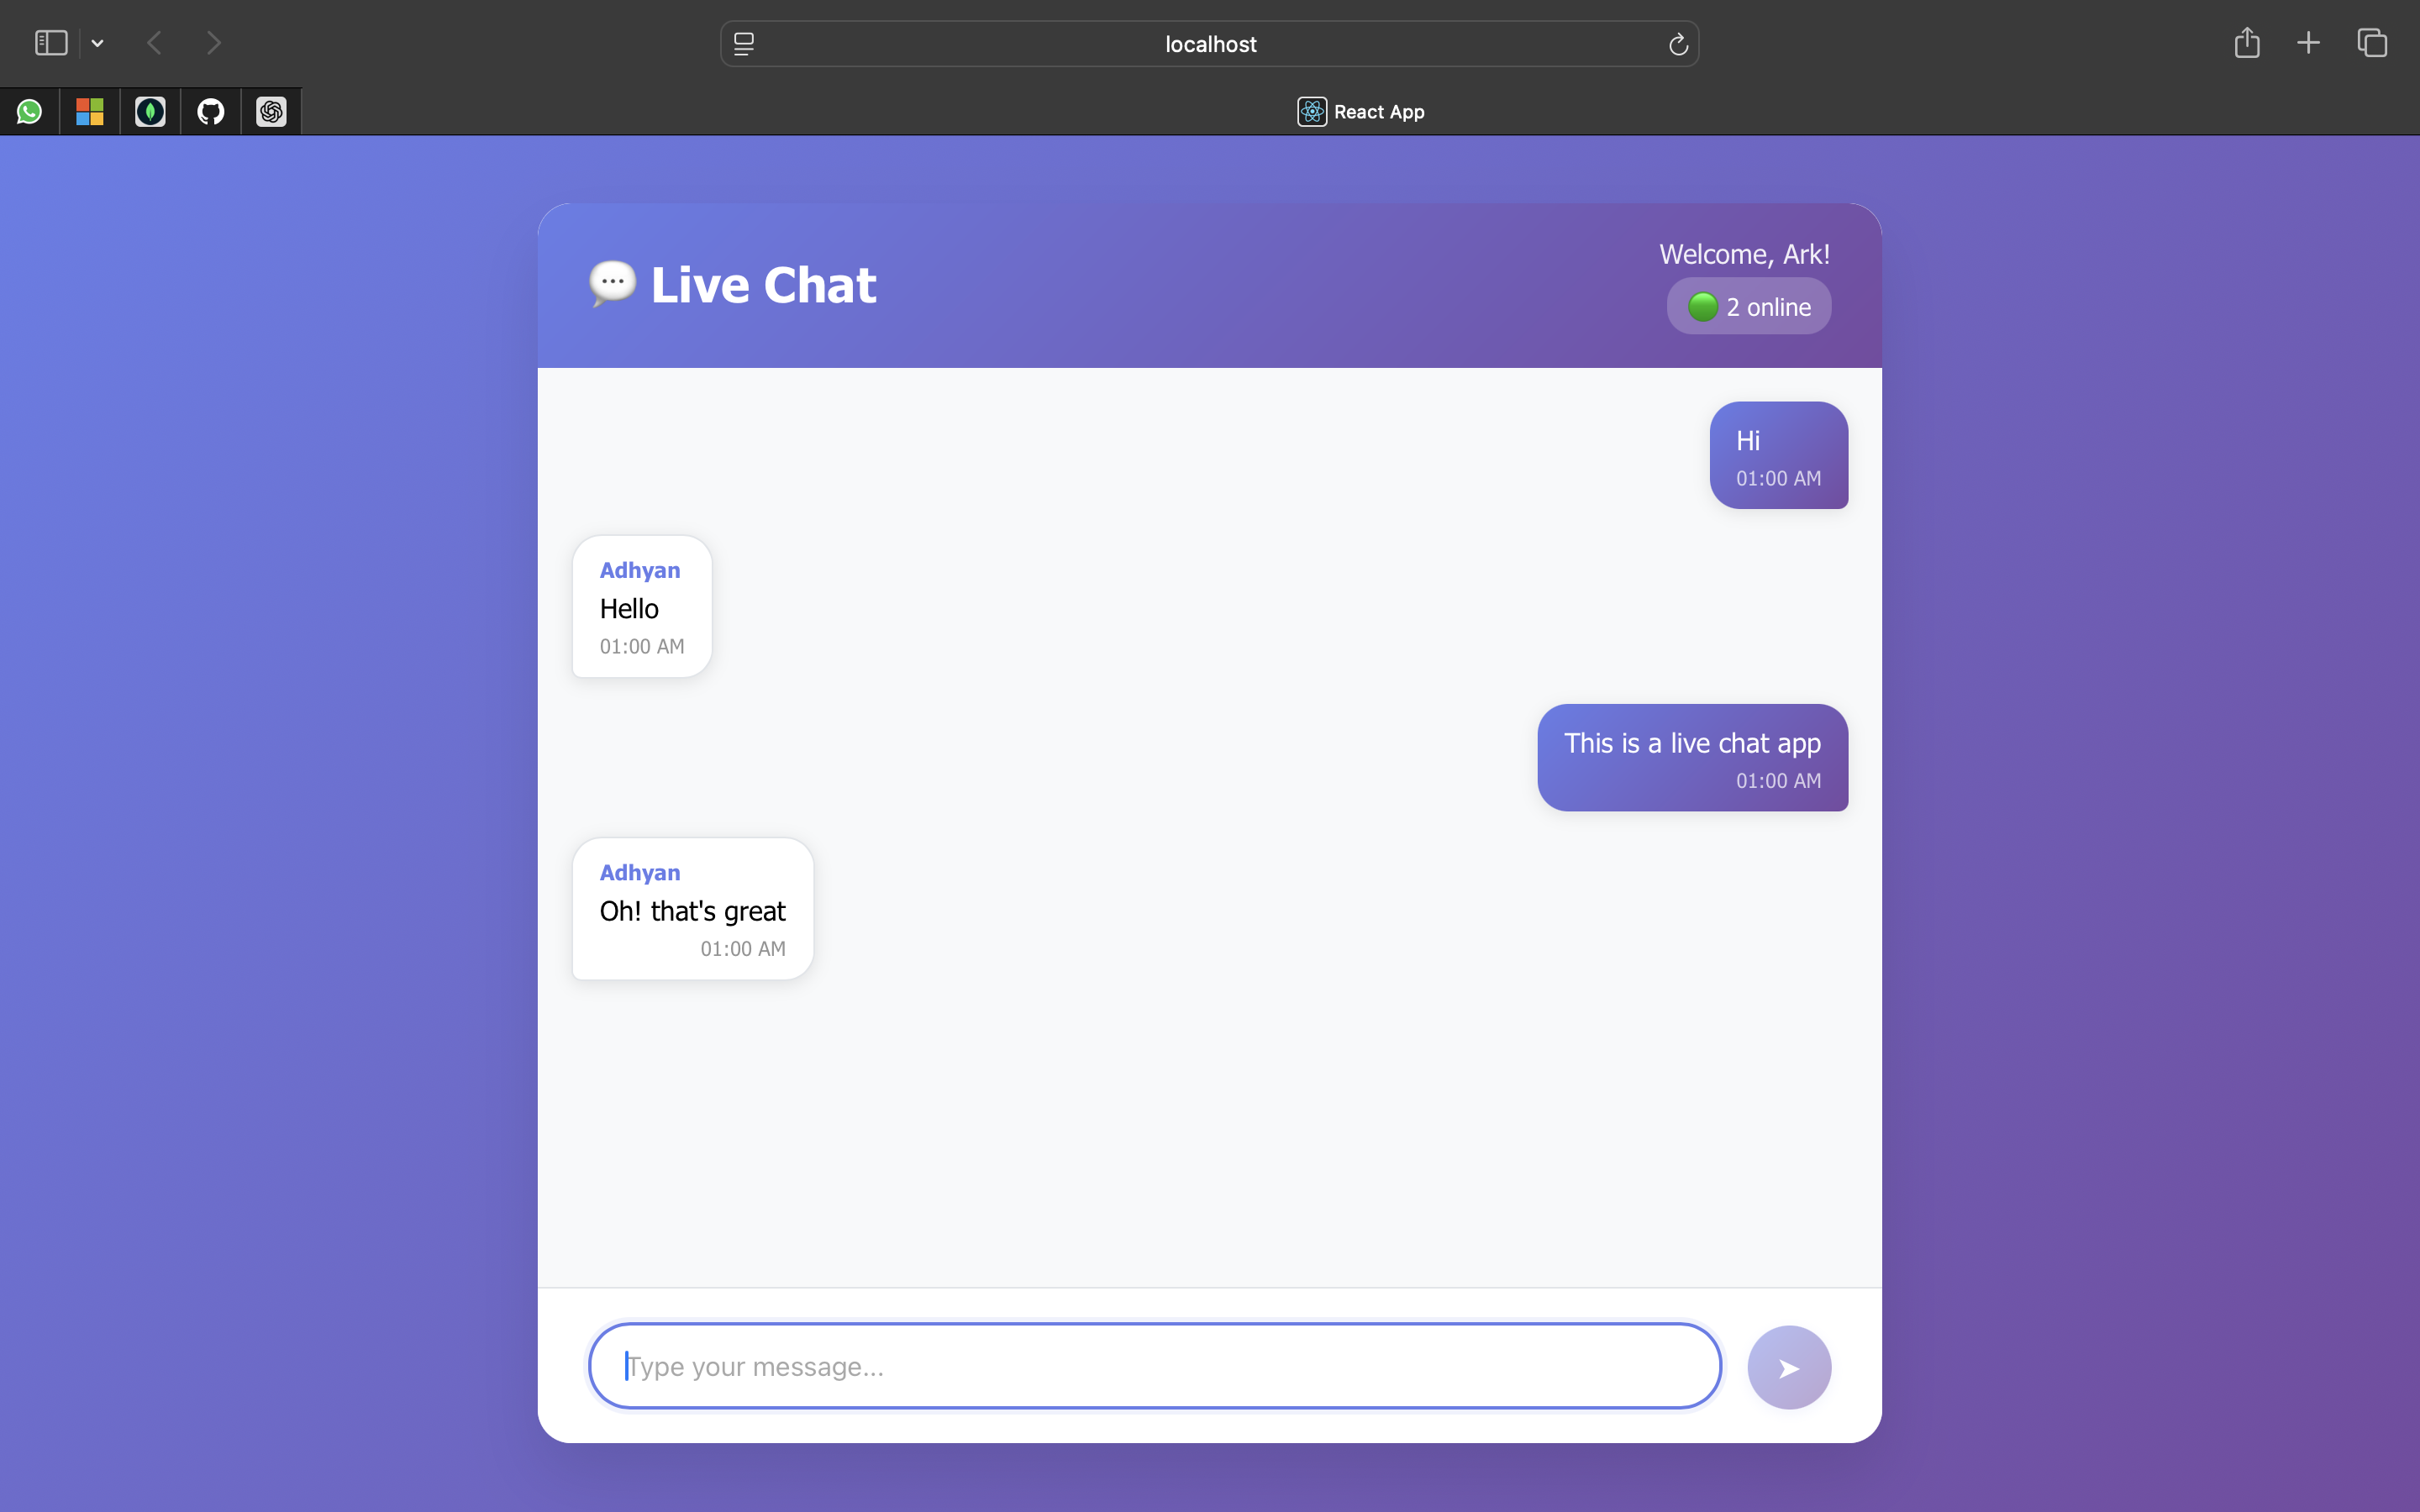 localhost
React App
💬 Live Chat
Welcome, Ark!
🟢 2 online
Hi
01:00 AM
Adhyan
Hello
01:00 AM
This is a live chat app
01:00 AM
Adhyan
Oh! that's great
01:00 AM
Type your message...